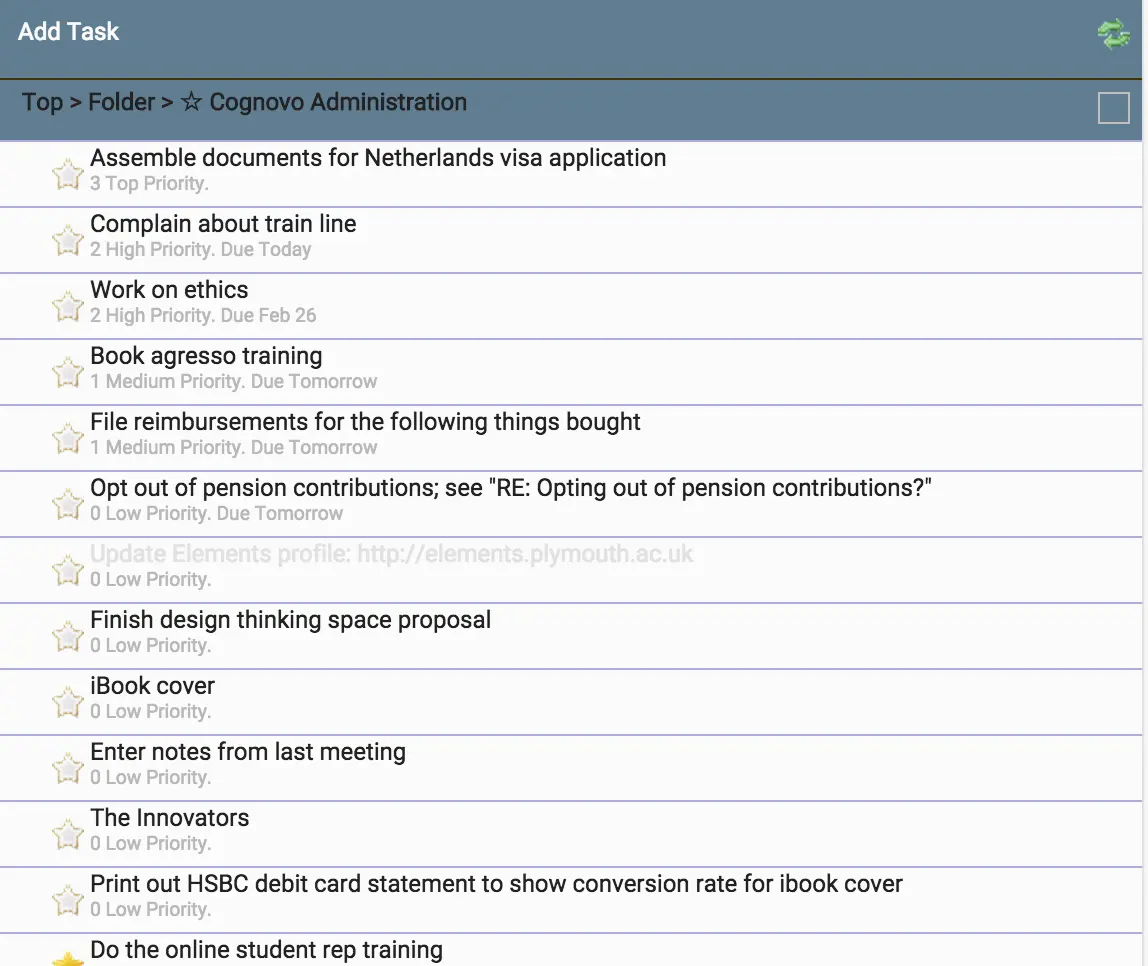 Add Task
Top > Folder > ☆ Cognovo Administration
Assemble documents for Netherlands visa application
3 Top Priority.
Complain about train line
2 High Priority. Due Today
Work on ethics
2 High Priority. Due Feb 26
Book agresso training
1 Medium Priority. Due Tomorrow
File reimbursements for the following things bought
1 Medium Priority. Due Tomorrow
Opt out of pension contributions; see "RE: Opting out of pension contributions?"
0 Low Priority. Due Tomorrow
Update Elements profile: http://elements.plymouth.ac.uk
0 Low Priority.
Finish design thinking space proposal
0 Low Priority.
iBook cover
0 Low Priority.
Enter notes from last meeting
0 Low Priority.
The Innovators
0 Low Priority.
Print out HSBC debit card statement to show conversion rate for ibook cover
0 Low Priority.
Do the online student rep training